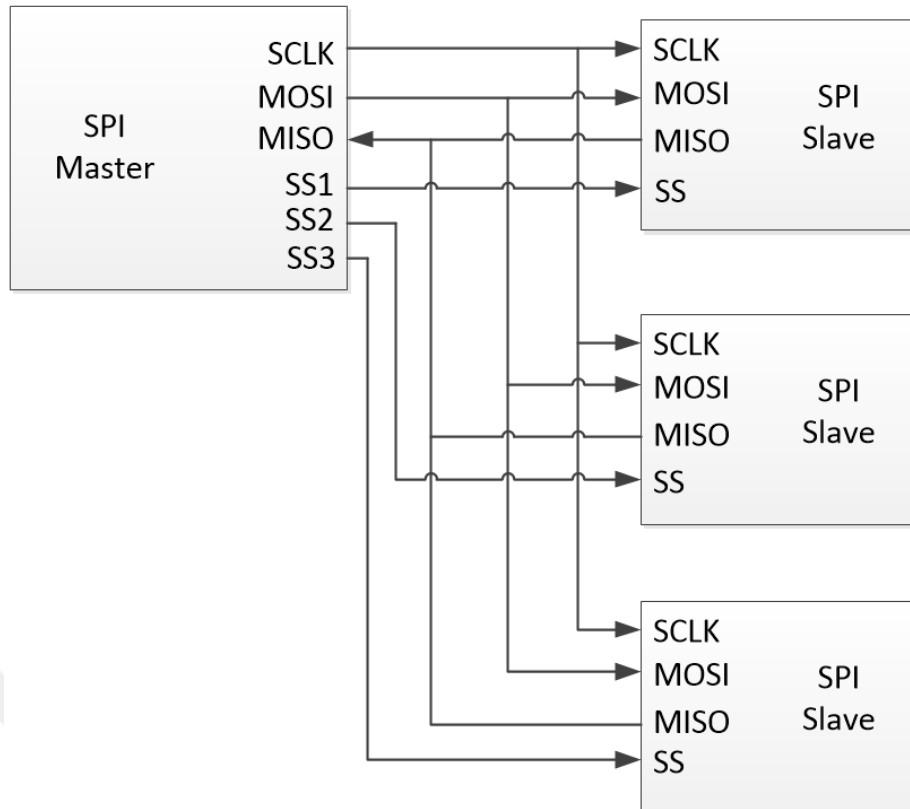 SPI
Master
SCLK
MOSI
MISO
SS1
SS2
SS3
SCLK
MOSI
MISO
SS
SPI
Slave
SCLK
MOSI
MISO
SS
SPI
Slave
SCLK
MOSI
MISO
SS
SPI
Slave